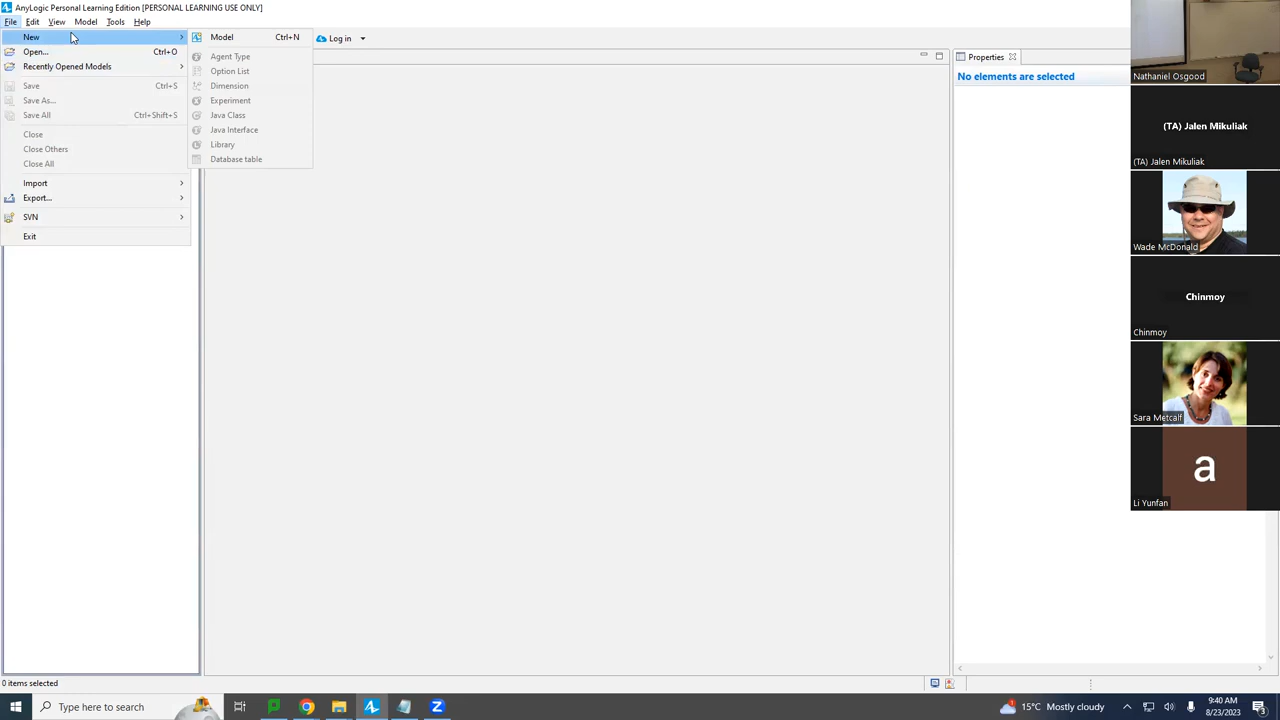 AnyLogic Personal Learning Edition [PERSONAL LEARNING USE ONLY]
File Edit View Model Tools Help
New
Open... Ctrl+O
Recently Opened Models
Save Ctrl+S
Save As...
Save All Ctrl+Shift+S
Close
Close Others
Close All
Import
Export...
SVN
Exit
Model Ctrl+N
Agent Type
Option List
Dimension
Experiment
Java Class
Java Interface
Library
Database table
Log in
Properties
No elements are selected
Nathaniel Osgood
(TA) Jalen Mikuliak
(TA) Jalen Mikuliak
Wade McDonald
Chinmoy
Chinmoy
Sara Metcalf
a
Li Yunfan
0 items selected
Type here to search
15°C Mostly cloudy
9:40 AM
8/23/2023
3